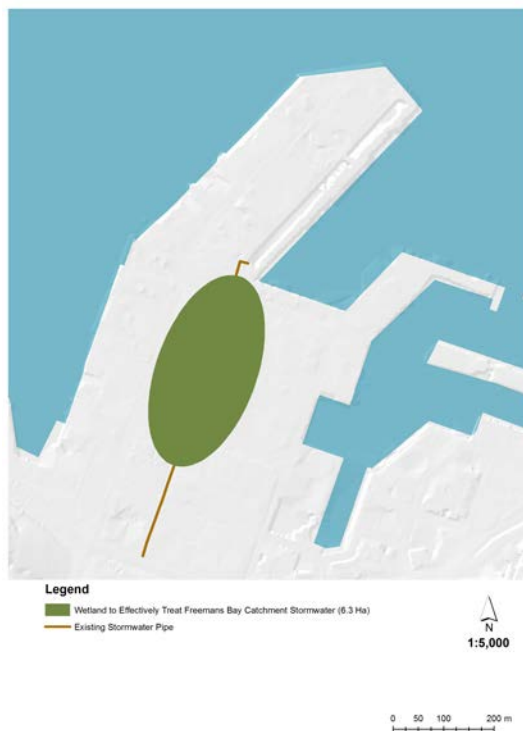 Legend
Wetland to Effectively Treat Freemans Bay Catchment Stormwater (6.3 Ha)
Existing Stormwater Pipe
N
1:5,000
0 50 100 200 m